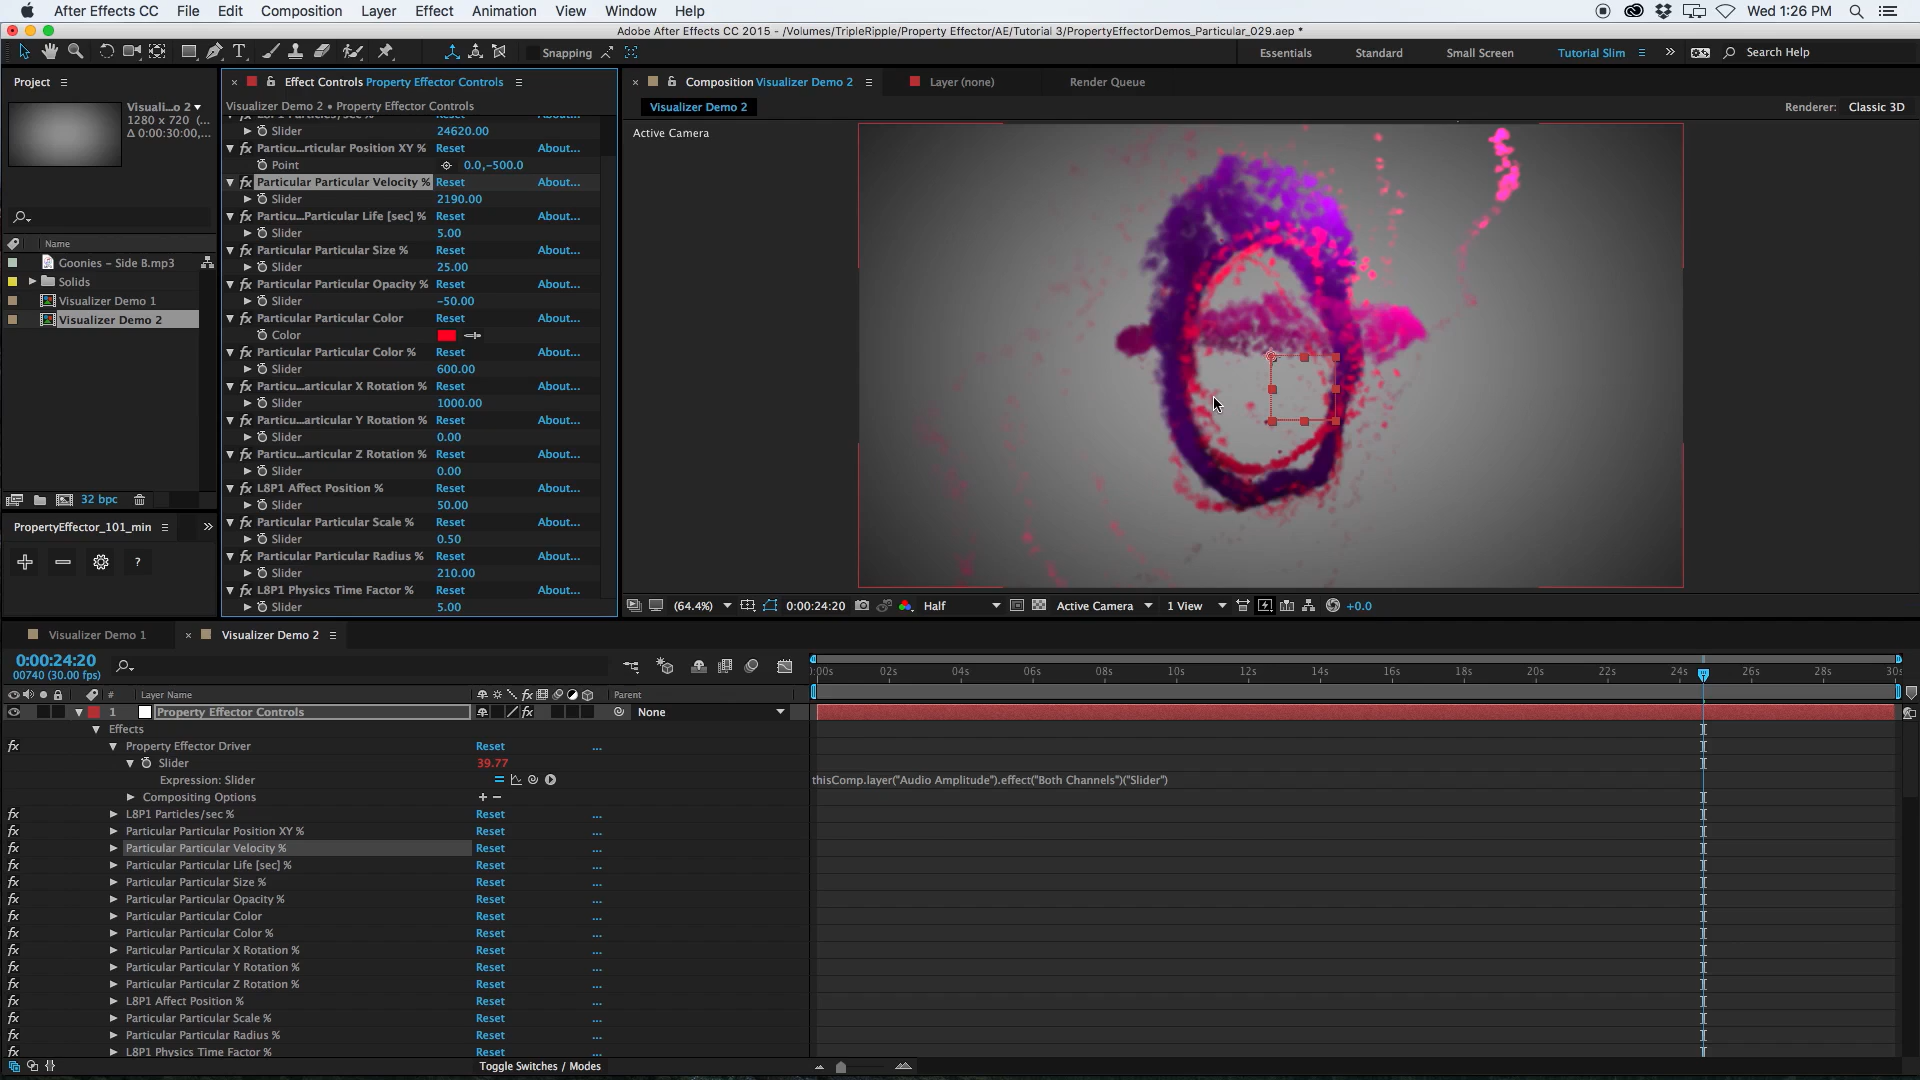 After Effects CC File Edit Composition Layer Effect Animation View Window Help Wed 1:26 PM
Adobe After Effects CC 2015 - /Volumes/TripleRipple/Property Effector/AE/Tutorial 3/PropertyEffectorDemos_Particular_029.aep *
Snapping Essentials Standard Small Screen Tutorial Slim Search Help
Project
Visuali...o 2
1280 x 720 (...
Δ 0:00:30:00,...
Name
Goonies - Side B.mp3
Solids
Visualizer Demo 1
Visualizer Demo 2
32 bpc
PropertyEffector_101_min
?
Effect Controls Property Effector Controls
Visualizer Demo 2 • Property Effector Controls
Slider 24620.00
Particu...rticular Position XY % Reset About...
Point 0.0,-500.0
Particular Particular Velocity % Reset About...
Slider 2190.00
Particu...Particular Life [sec] % Reset About...
Slider 5.00
Particular Particular Size % Reset About...
Slider 25.00
Particular Particular Opacity % Reset About...
Slider -50.00
Particular Particular Color Reset About...
Color
Particular Particular Color % Reset About...
Slider 600.00
Particu...articular X Rotation % Reset About...
Slider 1000.00
Particu...articular Y Rotation % Reset About...
Slider 0.00
Particu...articular Z Rotation % Reset About...
Slider 0.00
L8P1 Affect Position % Reset About...
Slider 50.00
Particular Particular Scale % Reset About...
Slider 0.50
Particular Particular Radius % Reset About...
Slider 210.00
L8P1 Physics Time Factor % Reset About...
Slider 5.00
Composition Visualizer Demo 2 Layer (none) Render Queue
Visualizer Demo 2 Renderer: Classic 3D
Active Camera
(64.4%) 0:00:24:20 Half Active Camera 1 View +0.0
Visualizer Demo 1 Visualizer Demo 2
0:00:24:20
00740 (30.00 fps)
:00s 02s 04s 06s 08s 10s 12s 14s 16s 18s 20s 22s 24s 26s 28s 30s
# Layer Name Parent
1 Property Effector Controls None
Effects
fx Property Effector Driver Reset ...
Slider 39.77
Expression: Slider thisComp.layer("Audio Amplitude").effect("Both Channels")("Slider")
Compositing Options + -
fx L8P1 Particles/sec % Reset ...
fx Particular Particular Position XY % Reset ...
fx Particular Particular Velocity % Reset ...
fx Particular Particular Life [sec] % Reset ...
fx Particular Particular Size % Reset ...
fx Particular Particular Opacity % Reset ...
fx Particular Particular Color Reset ...
fx Particular Particular Color % Reset ...
fx Particular Particular X Rotation % Reset ...
fx Particular Particular Y Rotation % Reset ...
fx Particular Particular Z Rotation % Reset ...
fx L8P1 Affect Position % Reset ...
fx Particular Particular Scale % Reset ...
fx Particular Particular Radius % Reset ...
fx L8P1 Physics Time Factor % Reset ...
Toggle Switches / Modes